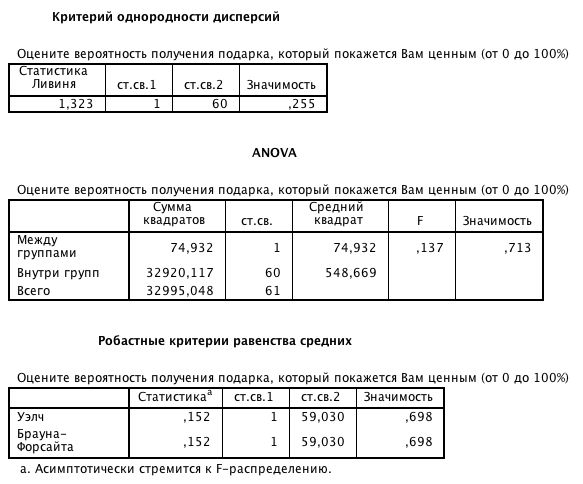 Критерий однородности дисперсий
Оцените вероятность получения подарка, который покажется Вам ценным (от 0 до 100%)
Статистика Ливиня ст.св.1 ст.св.2 Значимость
1,323 1 60 ,255
ANOVA
Оцените вероятность получения подарка, который покажется Вам ценным (от 0 до 100%)
Сумма квадратов ст.св. Средний квадрат F Значимость
Между группами 74,932 1 74,932 ,137 ,713
Внутри групп 32920,117 60 548,669
Всего 32995,048 61
Робастные критерии равенства средних
Оцените вероятность получения подарка, который покажется Вам ценным (от 0 до 100%)
Статистикаa ст.св.1 ст.св.2 Значимость
Уэлч ,152 1 59,030 ,698
Брауна-Форсайта ,152 1 59,030 ,698
a. Асимптотически стремится к F-распределению.